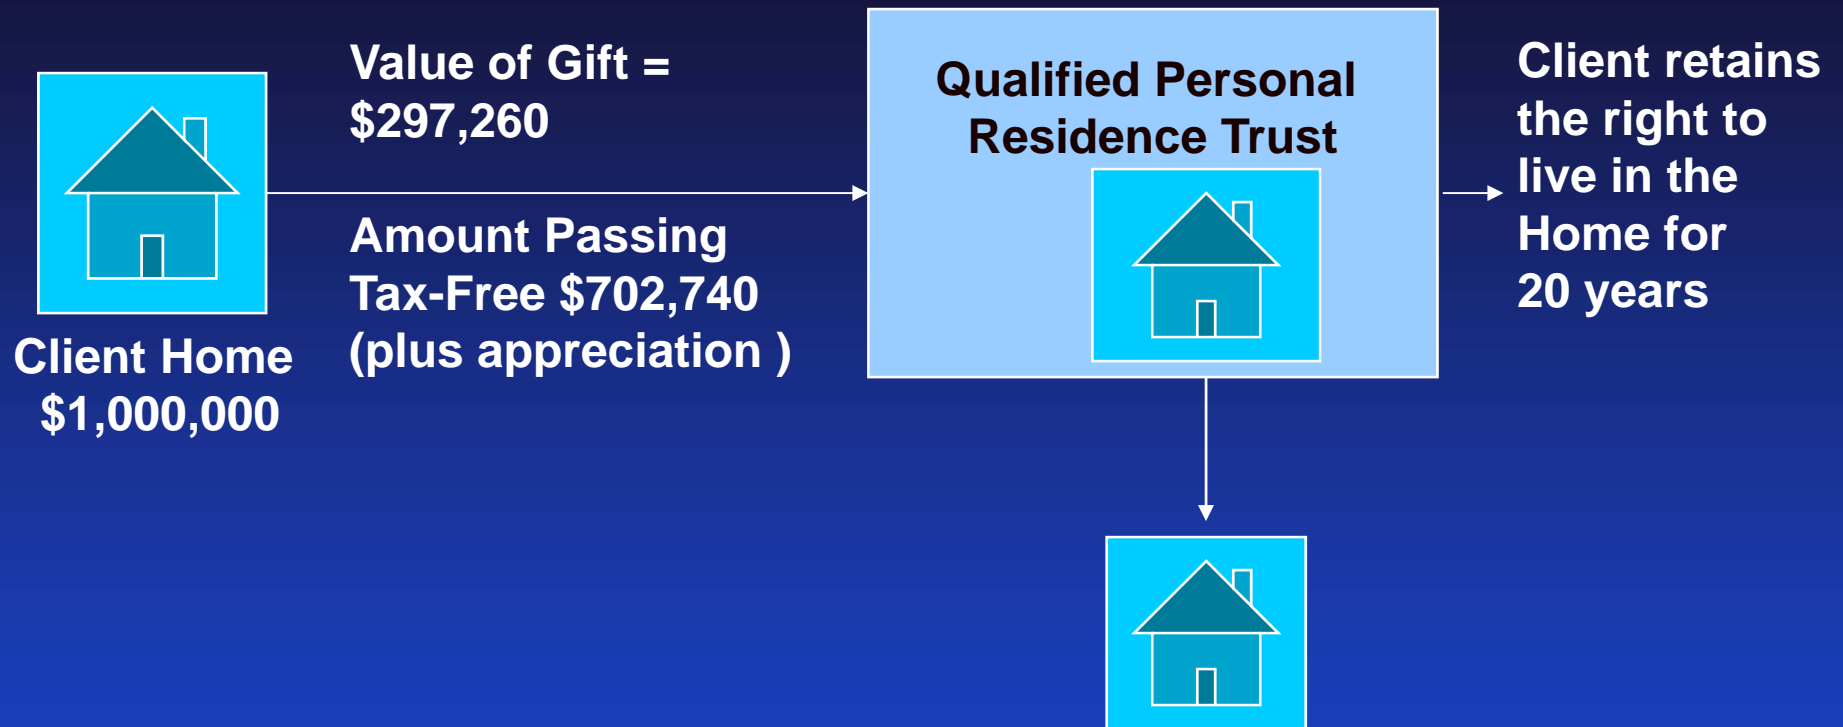 Value of Gift =
$297,260
Amount Passing
Tax-Free $702,740
(plus appreciation )
Client Home
$1,000,000
Qualified Personal
Residence Trust
Client retains
the right to
live in the
Home for
20 years